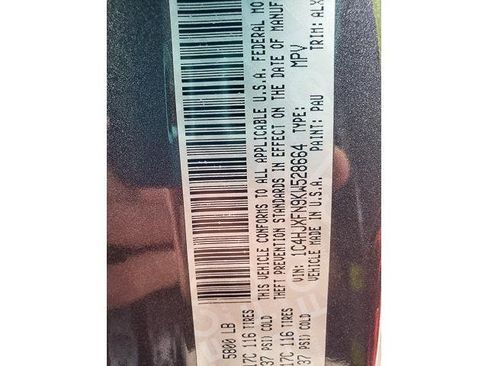 5800 LB
17C 116 TIRES
37 PSI) COLD
THIS VEHICLE CONFORMS TO ALL APPLICABLE U.S.A. FEDERAL MO
THEFT PREVENTION STANDARDS IN EFFECT ON THE DATE OF MANUF
17C 116 TIRES
37 PSI) COLD
VIN: 1C4HJXFN9KW528664 TYPE: MPV
VEHICLE MADE IN U.S.A. PAINT: PAU TRIM: ALX